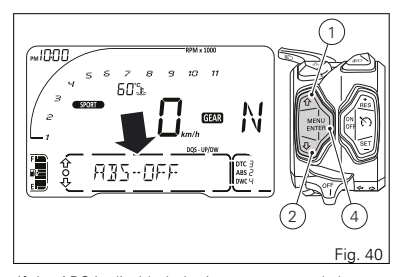 1
PM 10:00
RPM x 1000
1 2 3 4 5 6 7 8 9 10 11
60 °C
SPORT
0 km/h
GEAR N
DQS - UP/DW
F
E
ABS-OFF
DTC 3
ABS 2
DWC 4
MENU
ENTER
ON
OFF
RES
SET
OFF
2
4
Fig. 40